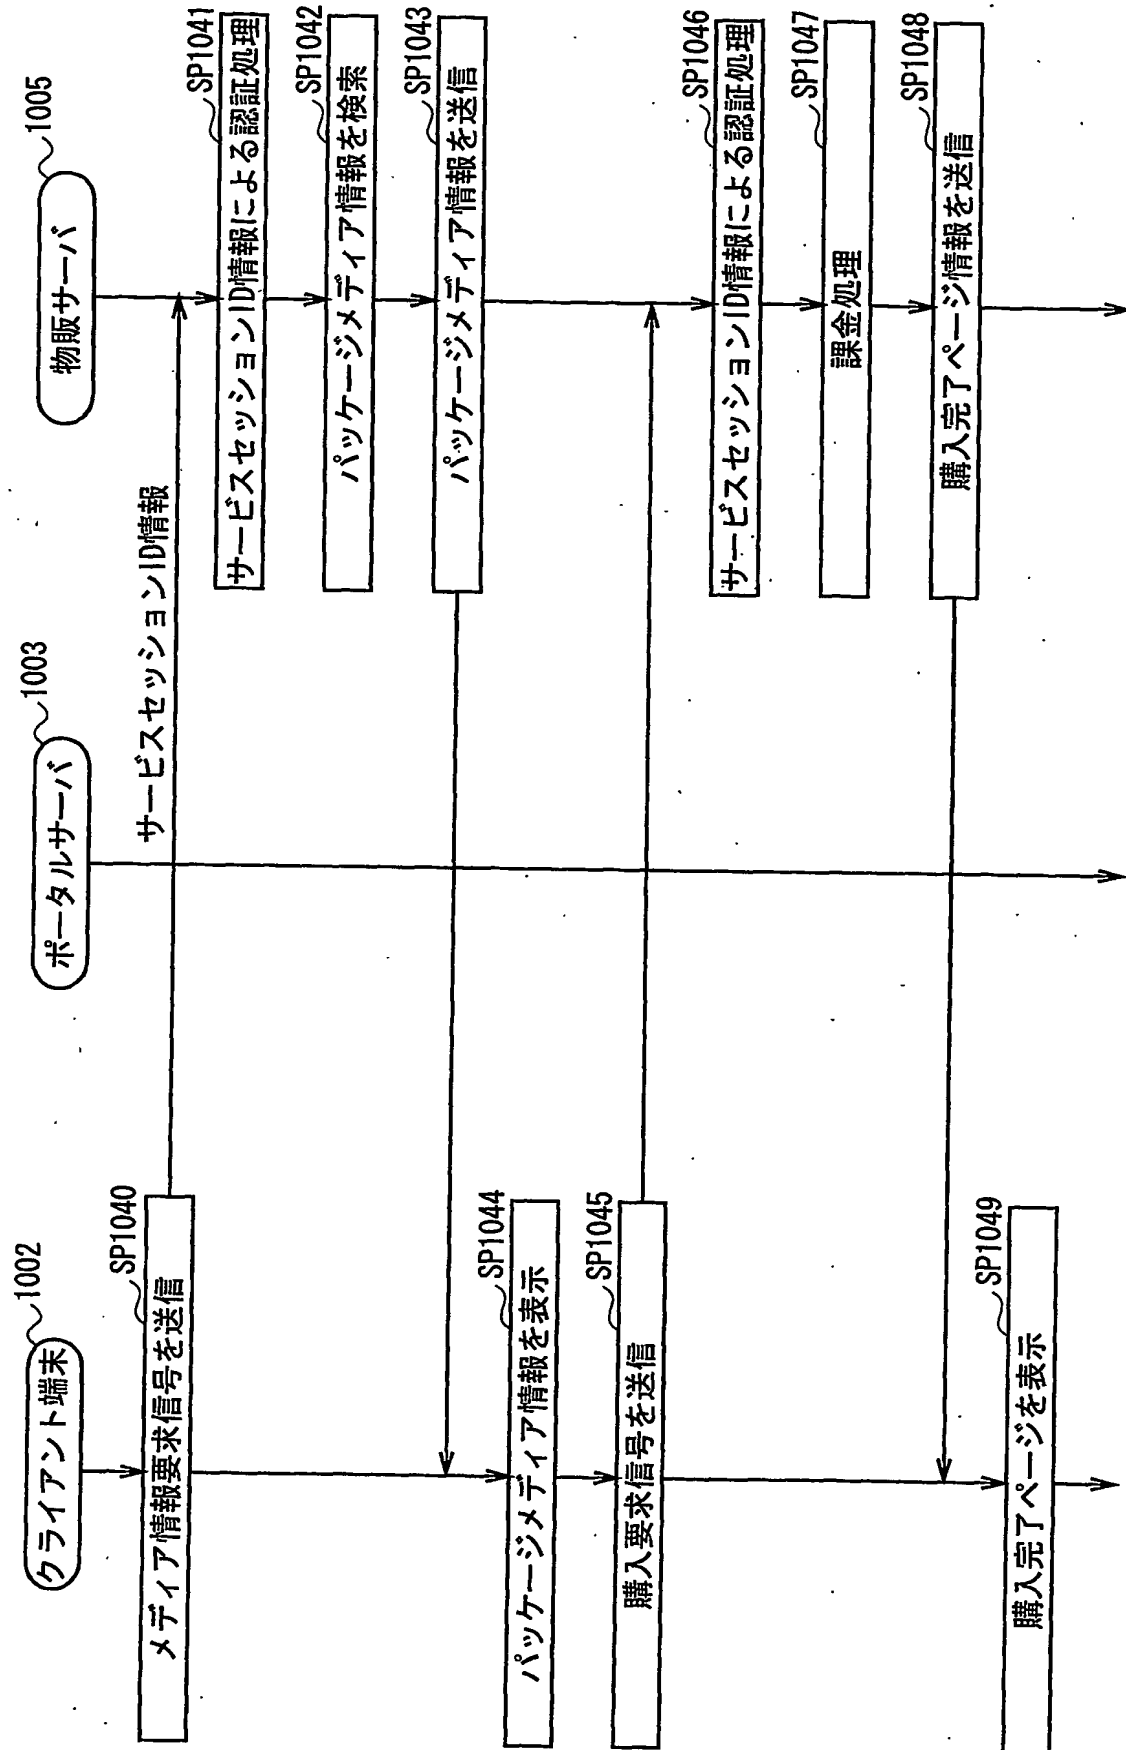 クライアント端末
1002
ポータルサーバ
1003
物販サーバ
1005
SP1040
メディア情報要求信号を送信
サービスセッションID情報
SP1041
サービスセッションID情報による認証処理
SP1042
パッケージメディア情報を検索
SP1043
パッケージメディア情報を送信
SP1044
パッケージメディア情報を表示
SP1045
購入要求信号を送信
SP1046
サービスセッションID情報による認証処理
SP1047
課金処理
SP1048
購入完了ページ情報を送信
SP1049
購入完了ページを表示